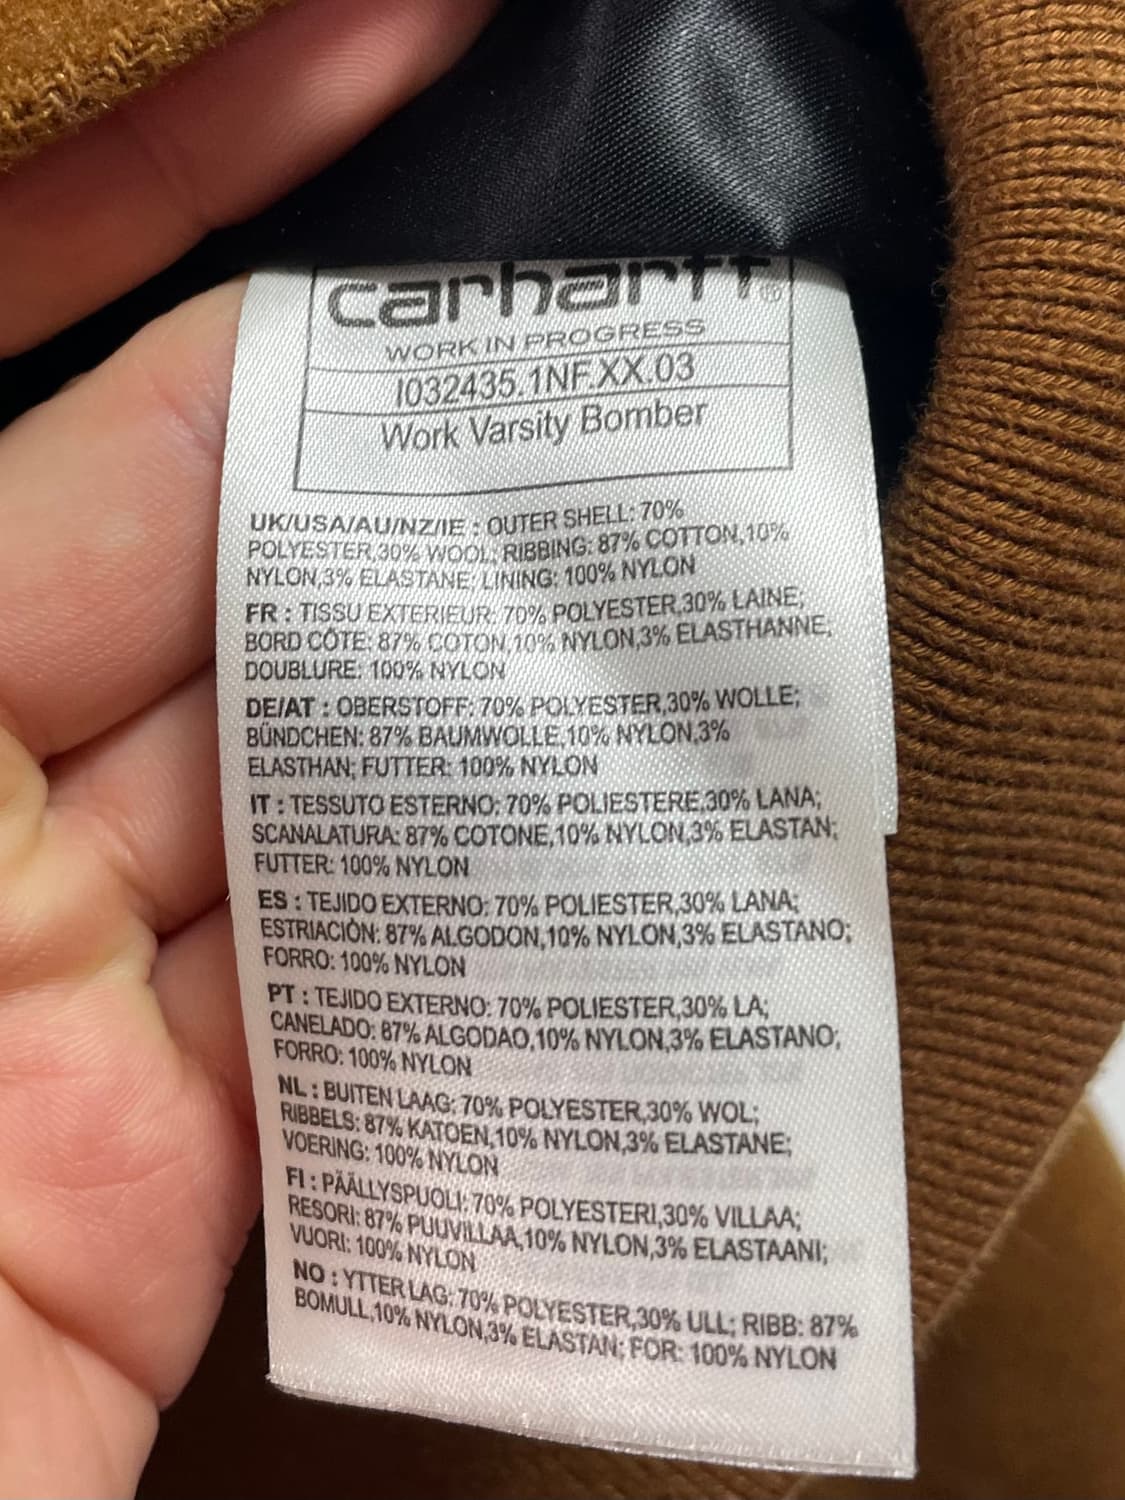 carhartt®
WORK IN PROGRESS
I032435.1NF.XX.03
Work Varsity Bomber
UK/USA/AU/NZ/IE : OUTER SHELL: 70%
POLYESTER,30% WOOL; RIBBING: 87% COTTON,10%
NYLON,3% ELASTANE; LINING: 100% NYLON
FR : TISSU EXTERIEUR: 70% POLYESTER,30% LAINE;
BORD CÔTE: 87% COTON,10% NYLON,3% ELASTHANNE;
DOUBLURE: 100% NYLON
DE/AT : OBERSTOFF: 70% POLYESTER,30% WOLLE;
BÜNDCHEN: 87% BAUMWOLLE,10% NYLON,3%
ELASTHAN; FUTTER: 100% NYLON
IT : TESSUTO ESTERNO: 70% POLIESTERE,30% LANA;
SCANALATURA: 87% COTONE,10% NYLON,3% ELASTAN;
FUTTER: 100% NYLON
ES : TEJIDO EXTERNO: 70% POLIESTER,30% LANA;
ESTRIACIÒN: 87% ALGODON,10% NYLON,3% ELASTANO;
FORRO: 100% NYLON
PT : TEJIDO EXTERNO: 70% POLIESTER,30% LA;
CANELADO: 87% ALGODAO,10% NYLON,3% ELASTANO;
FORRO: 100% NYLON
NL : BUITEN LAAG: 70% POLYESTER,30% WOL;
RIBBELS: 87% KATOEN,10% NYLON,3% ELASTANE;
VOERING: 100% NYLON
FI : PÄÄLLYSPUOLI: 70% POLYESTERI,30% VILLAA;
RESORI: 87% PUUVILLAA,10% NYLON,3% ELASTAANI;
VUORI: 100% NYLON
NO : YTTER LAG: 70% POLYESTER,30% ULL; RIBB: 87%
BOMULL,10% NYLON,3% ELASTAN; FOR: 100% NYLON